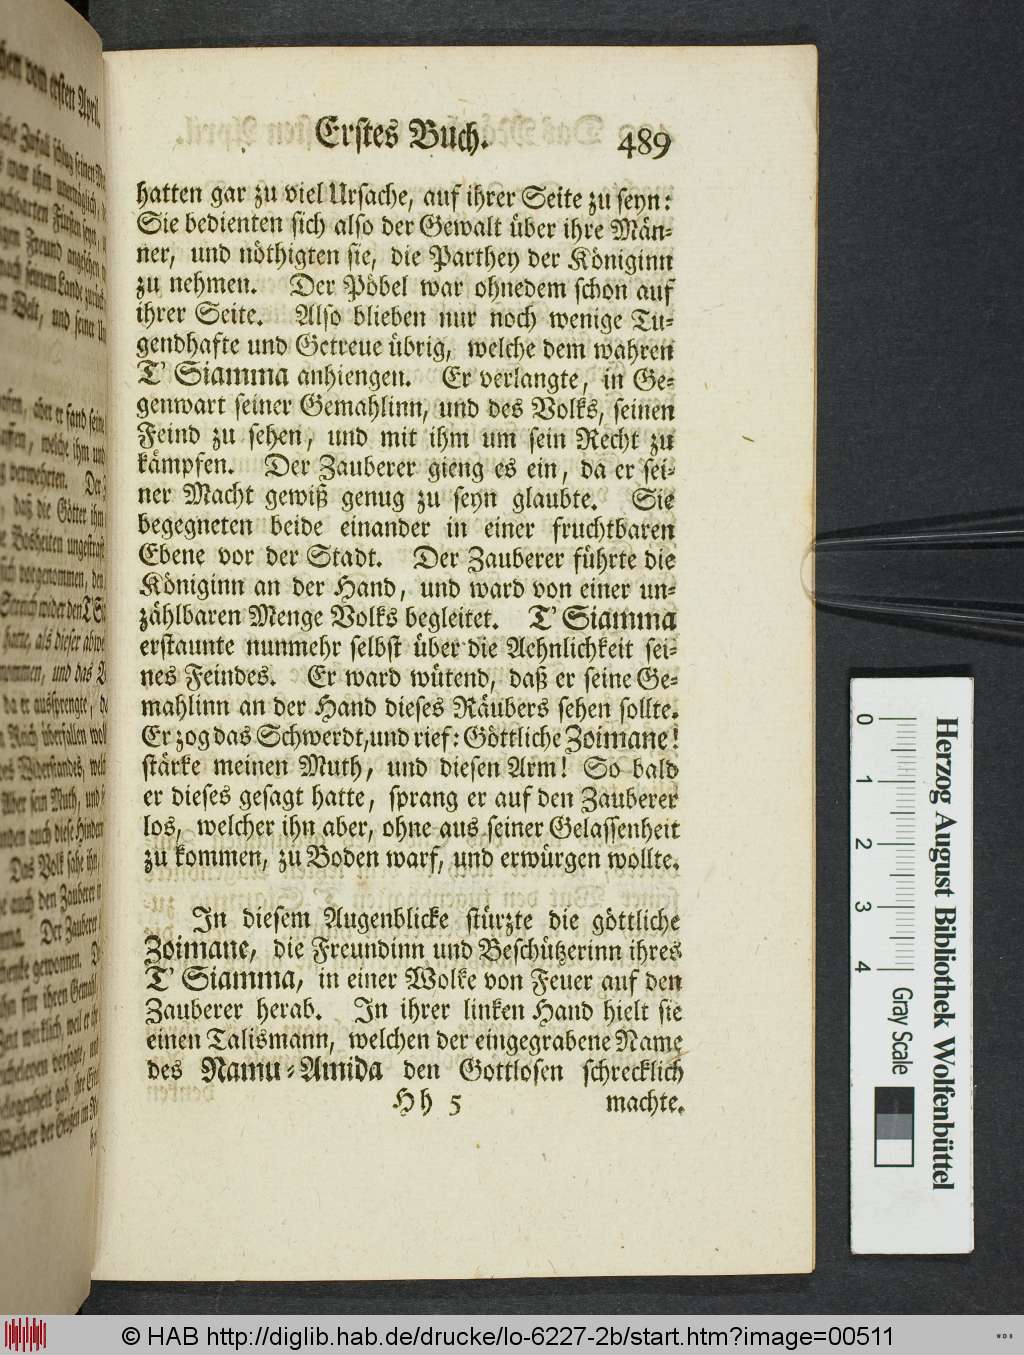 Erstes Buch. 489
hatten gar zu viel Ursache, auf ihrer Seite zu seyn:
Sie bedienten sich also der Gewalt über ihre Män-
ner, und nöthigten sie, die Parthey der Königinn
zu nehmen. Der Pöbel war ohnedem schon auf
ihrer Seite. Also blieben nur noch wenige Tu-
gendhafte und Getreue übrig, welche dem wahren
T' Siamma anhiengen. Er verlangte, in Ge-
genwart seiner Gemahlinn, und des Volks, seinen
Feind zu sehen, und mit ihm um sein Recht zu
kämpfen. Der Zauberer gieng es ein, da er sei-
ner Macht gewiß genug zu seyn glaubte. Sie
begegneten beide einander in einer fruchtbaren
Ebene vor der Stadt. Der Zauberer führte die
Königinn an der Hand, und ward von einer un-
zählbaren Menge Volks begleitet. T' Siamma
erstaunte nunmehr selbst über die Aehnlichkeit sei-
nes Feindes. Er ward wütend, daß er seine Ge-
mahlinn an der Hand dieses Räubers sehen sollte.
Er zog das Schwerdt, und rief: Göttliche Zoimane!
stärke meinen Muth, und diesen Arm! So bald
er dieses gesagt hatte, sprang er auf den Zauberer
los, welcher ihn aber, ohne aus seiner Gelassenheit
zu kommen, zu Boden warf, und erwürgen wollte.
In diesem Augenblicke stürzte die göttliche
Zoimane, die Freundinn und Beschützerinn ihres
T' Siamma, in einer Wolke von Feuer auf den
Zauberer herab. In ihrer linken Hand hielt sie
einen Talismann, welchen der eingegrabene Name
des Namu-Amida den Gottlosen schrecklich
Hh 5 machte.
Herzog August Bibliothek Wolfenbüttel
0 1 2 3 4 Gray Scale
© HAB http://diglib.hab.de/drucke/lo-6227-2b/start.htm?image=00511